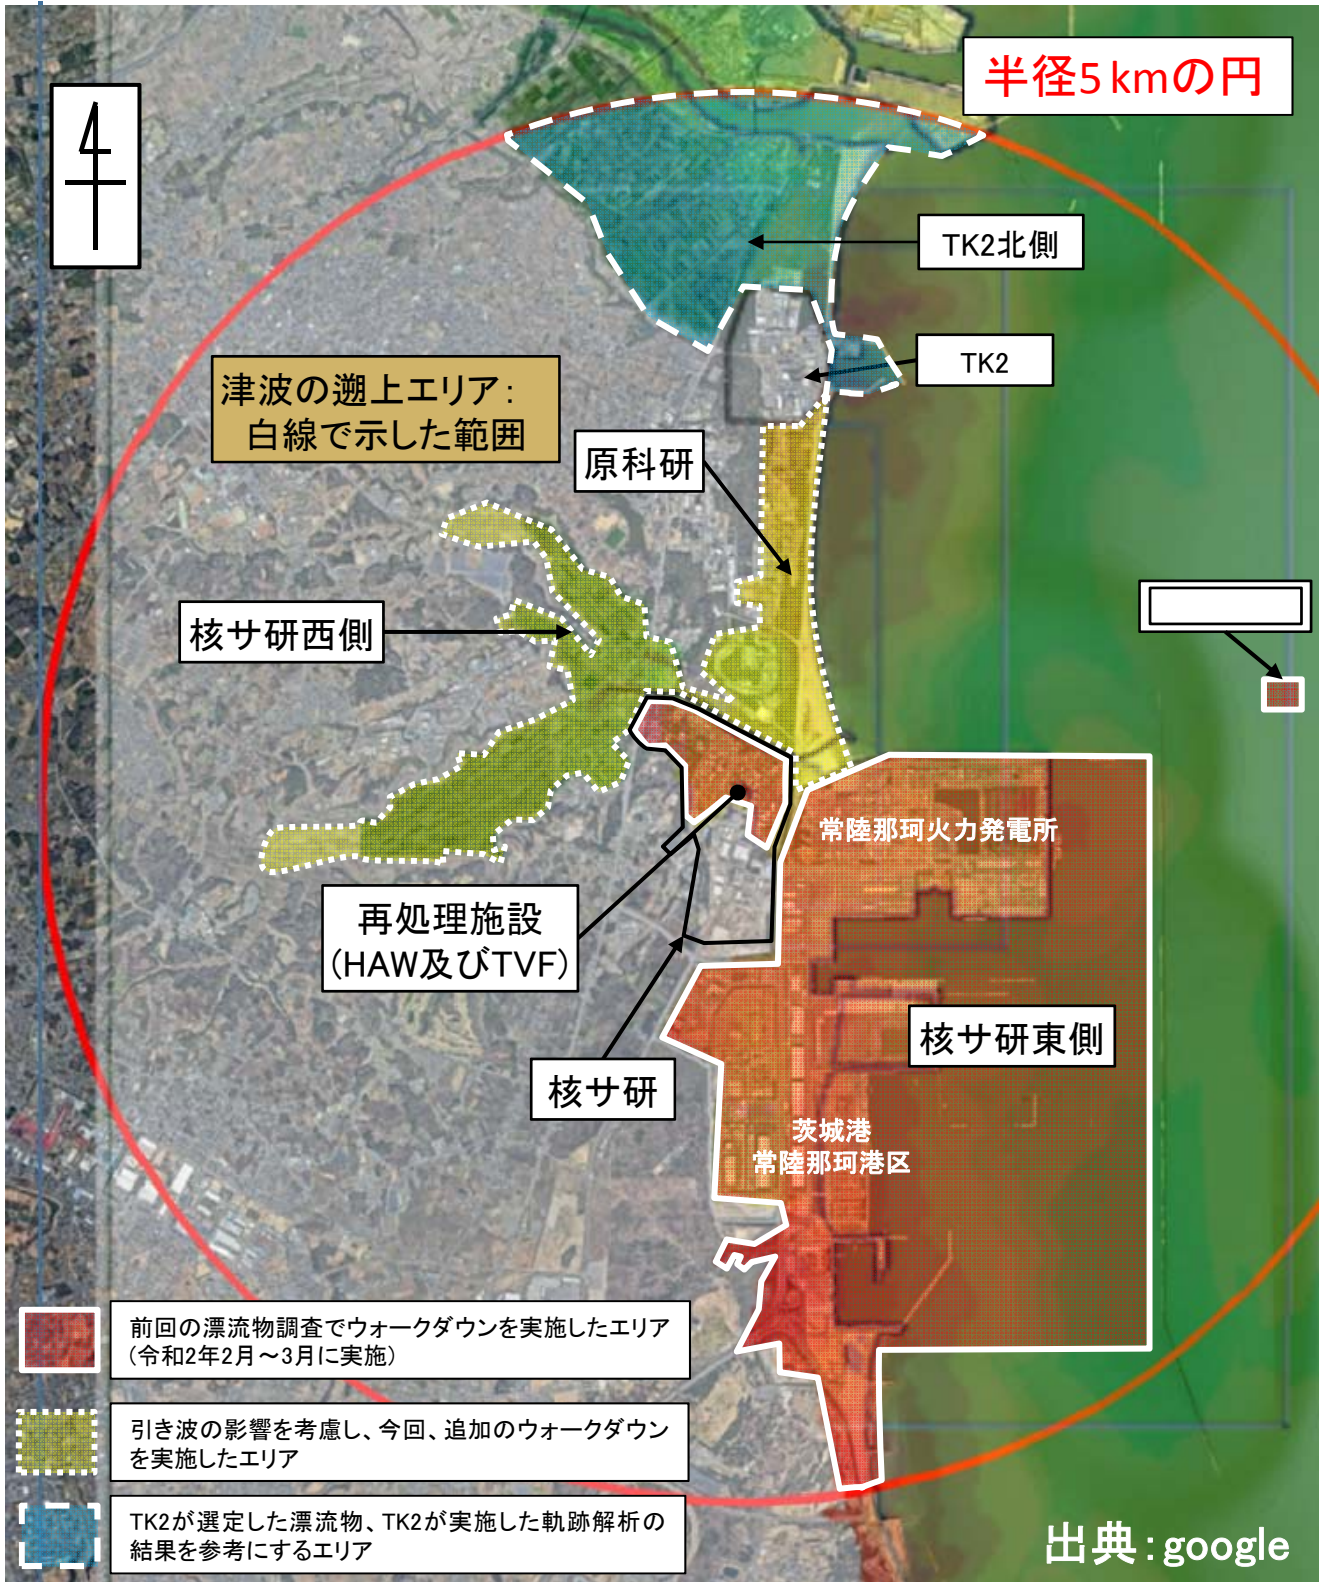 半径5kmの円
TK2北側
TK2
津波の遡上エリア：
白線で示した範囲
原科研
核サ研西側
常陸那珂火力発電所
再処理施設
(HAW及びTVF)
核サ研東側
核サ研
茨城港
常陸那珂港区
前回の漂流物調査でウォークダウンを実施したエリア
(令和2年2月～3月に実施)
引き波の影響を考慮し、今回、追加のウォークダウン
を実施したエリア
TK2が選定した漂流物、TK2が実施した軌跡解析の
結果を参考にするエリア
出典：google